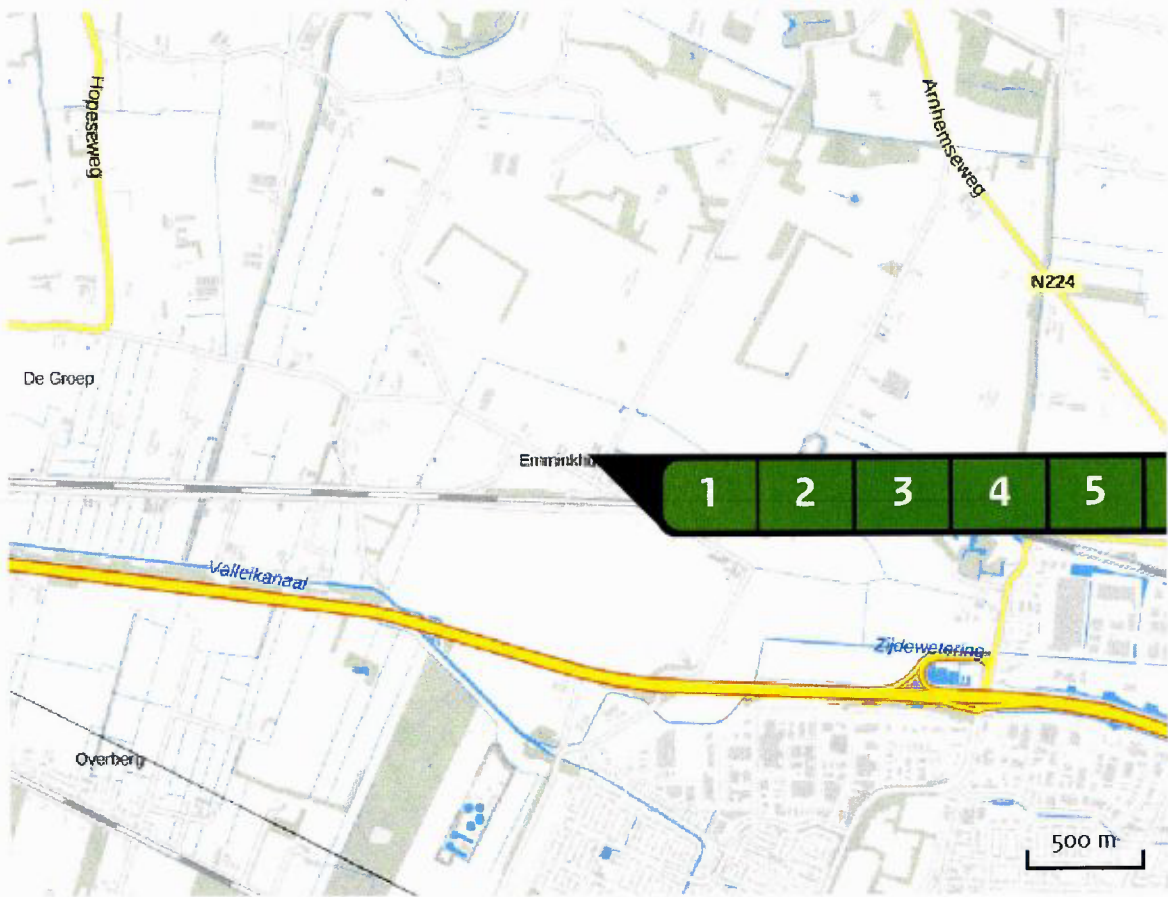 Hopeseweg
Arnhemseweg
N224
De Groep
1 2 3 4 5
Valleikanaal
Zijdewetering
Overberg
500 m